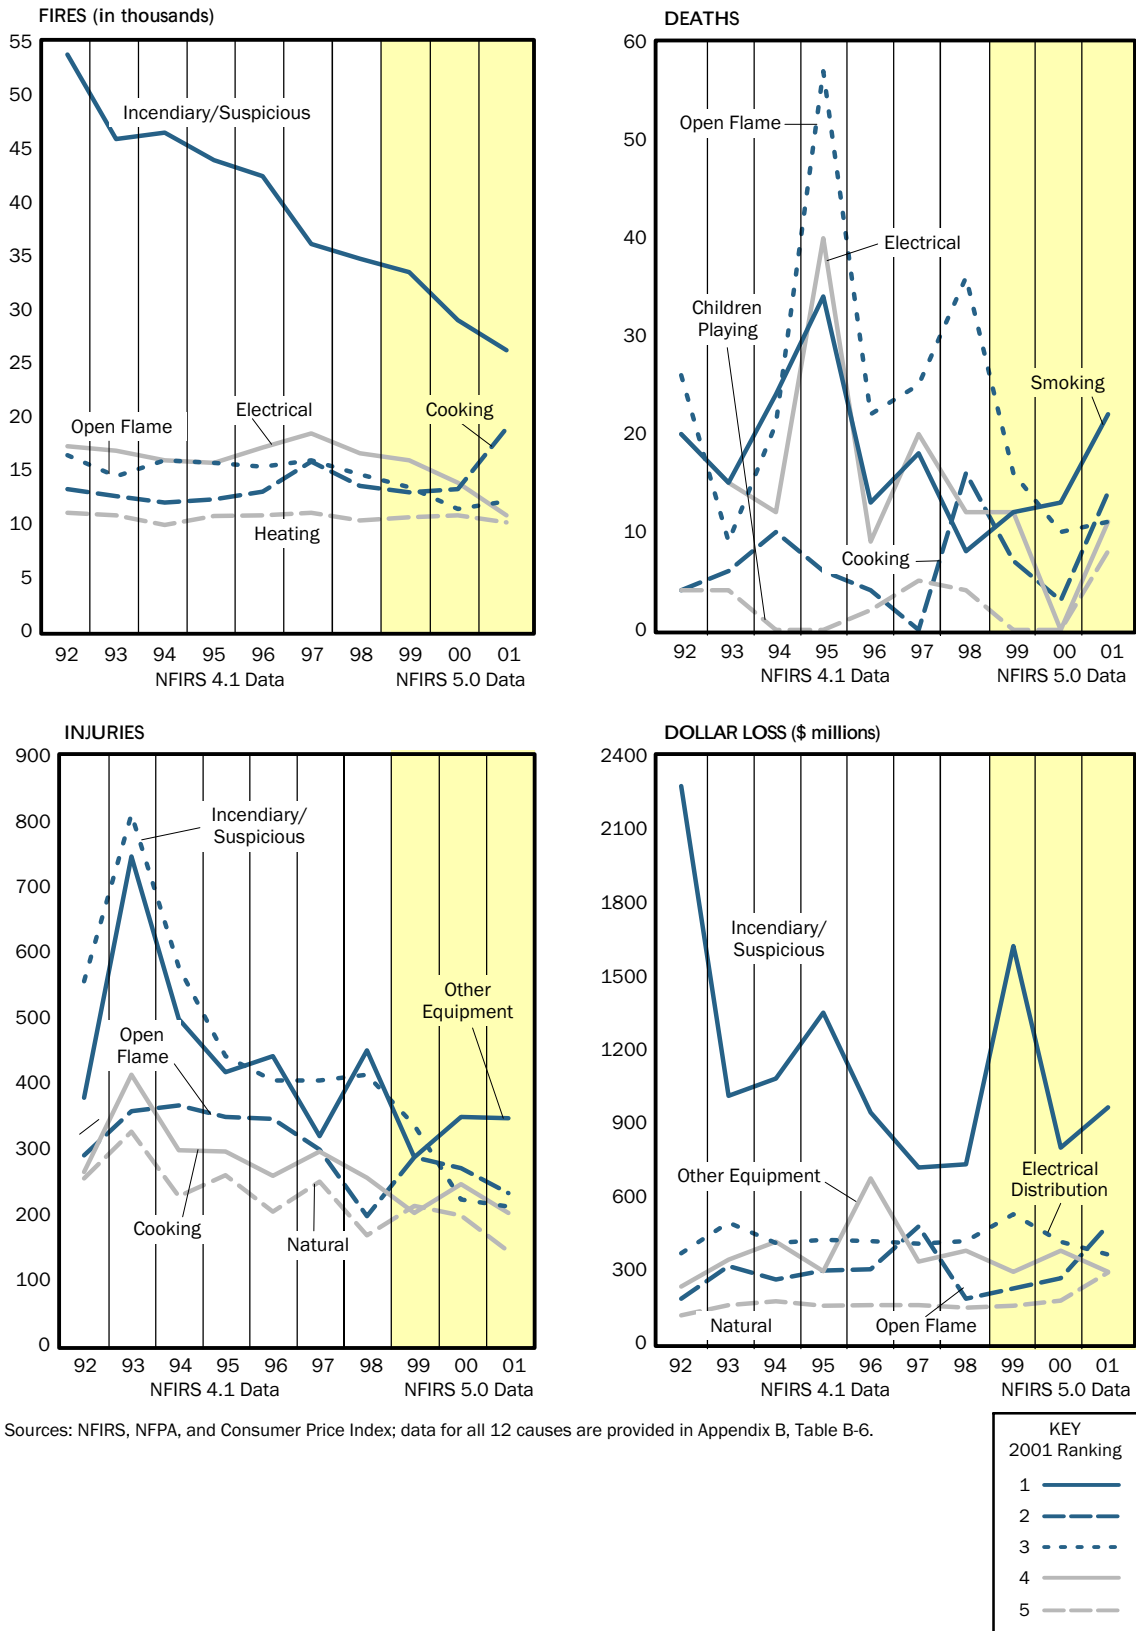 FIRES (in thousands)
55
50
45
40
35
30
25
20
15
10
5
0
Incendiary/Suspicious
Open Flame
Electrical
Cooking
Heating
92 93 94 95 96 97 98 99 00 01
NFIRS 4.1 Data NFIRS 5.0 Data
DEATHS
60
50
40
30
20
10
0
Open Flame
Electrical
Children
Playing
Smoking
Cooking
92 93 94 95 96 97 98 99 00 01
NFIRS 4.1 Data NFIRS 5.0 Data
INJURIES
900
800
700
600
500
400
300
200
100
0
Incendiary/
Suspicious
Other
Equipment
Open
Flame
Cooking
Natural
92 93 94 95 96 97 98 99 00 01
NFIRS 4.1 Data NFIRS 5.0 Data
DOLLAR LOSS ($ millions)
2400
2100
1800
1500
1200
900
600
300
0
Incendiary/
Suspicious
Other Equipment
Electrical
Distribution
Natural
Open Flame
92 93 94 95 96 97 98 99 00 01
NFIRS 4.1 Data NFIRS 5.0 Data
Sources: NFIRS, NFPA, and Consumer Price Index; data for all 12 causes are provided in Appendix B, Table B-6.
KEY
2001 Ranking
1
2
3
4
5